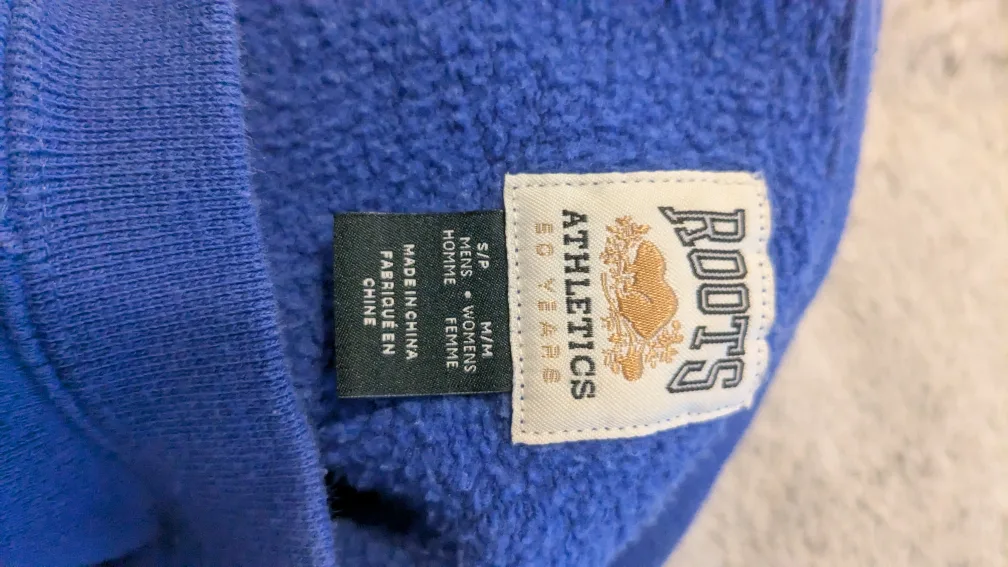 ROOTS
ATHLETICS
50 YEARS
S/P M/M
MENS • WOMENS
HOMME FEMME
MADE IN CHINA
FABRIQUÉ EN
CHINE